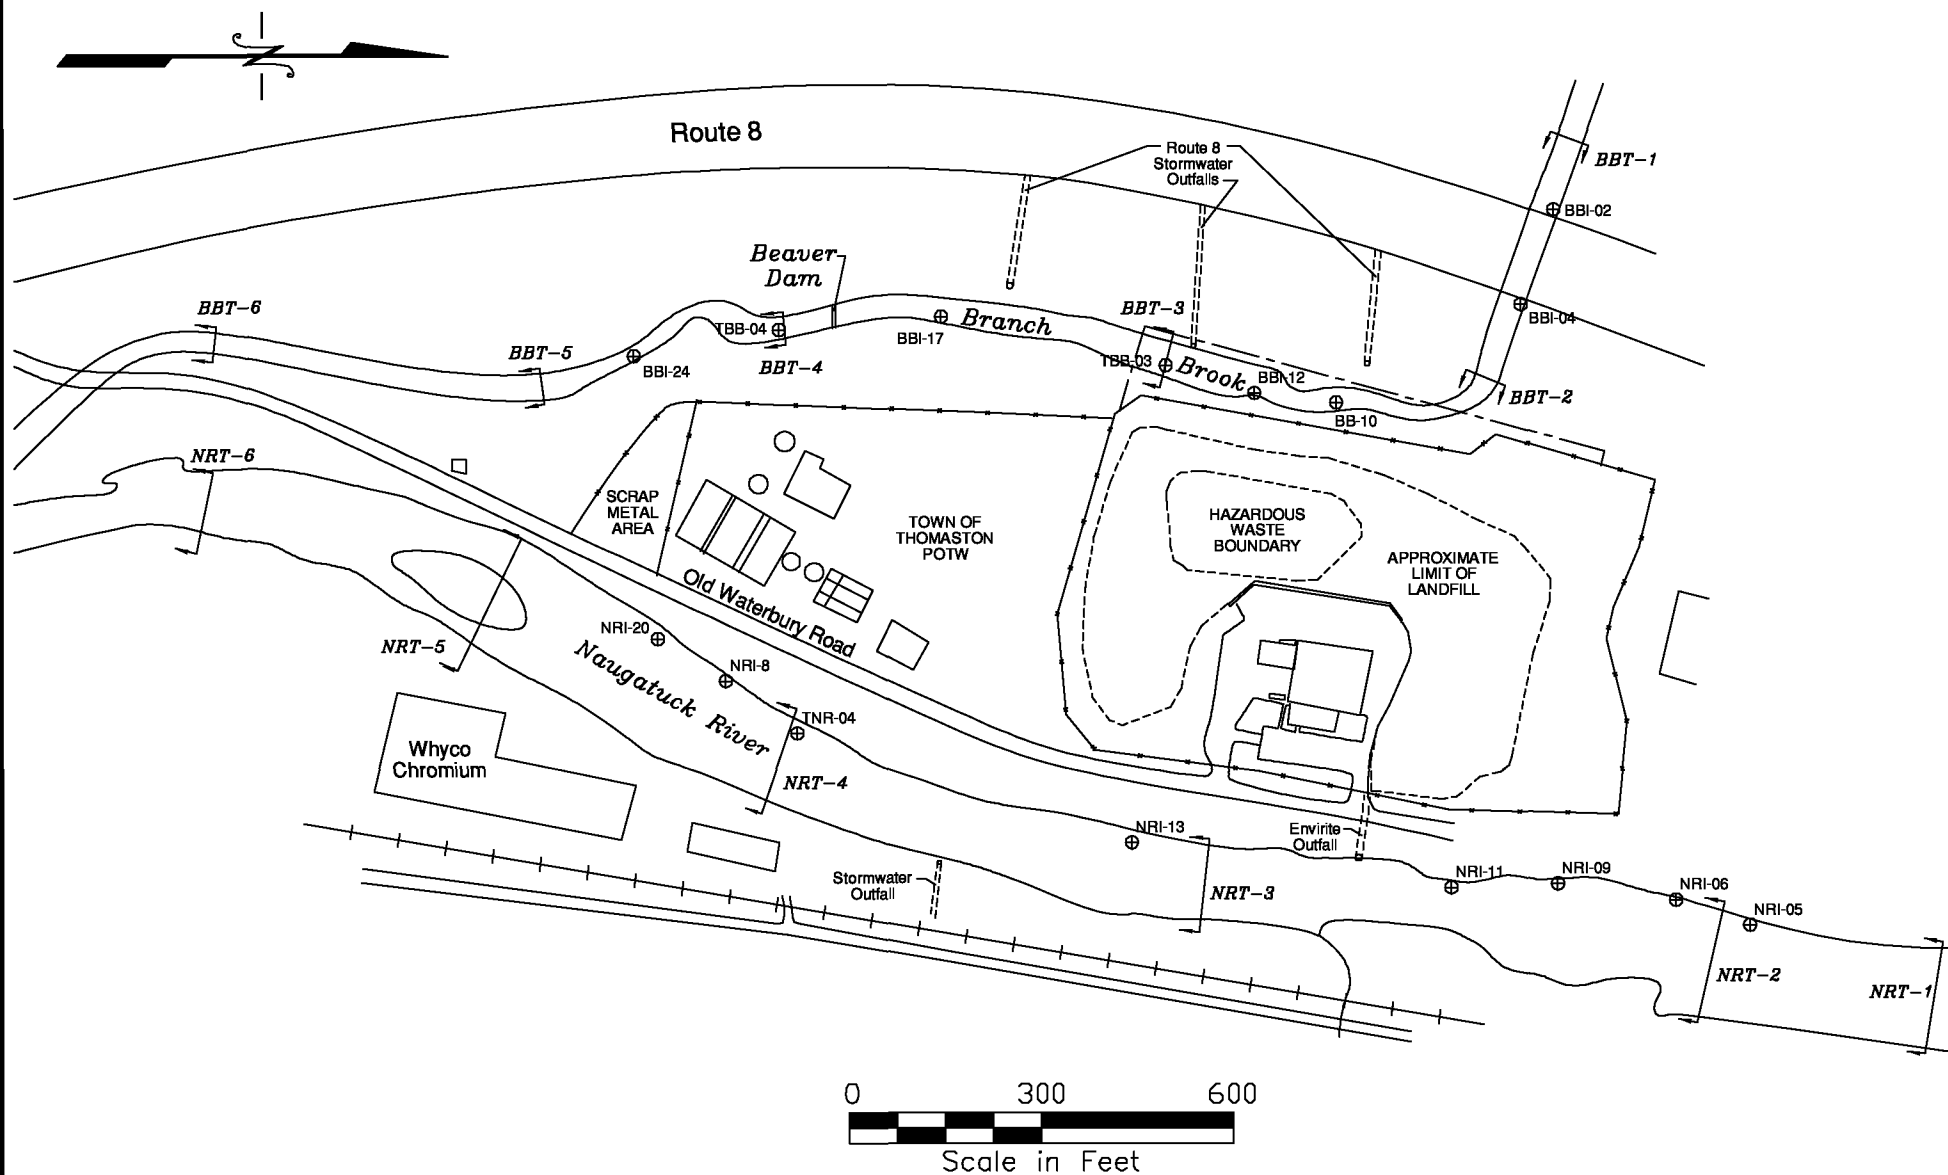 Route 8
Route 8
Stormwater
Outfalls
BBT-1
BBI-02
Beaver
Dam
BBT-6
BBT-3
BBI-04
TBB-04
Branch
BBI-17
BBT-5
BBT-4
BBI-24
TBB-03
Brook
BBI-12
BBT-2
BB-10
NRT-6
SCRAP
METAL
AREA
TOWN OF
THOMASTON
POTW
HAZARDOUS
WASTE
BOUNDARY
APPROXIMATE
LIMIT OF
LANDFILL
Old Waterbury Road
NRI-20
NRT-5
NRI-8
Naugatuck River
TNR-04
NRT-4
Whyco
Chromium
NRI-13
Envirite
Outfall
Stormwater
Outfall
NRT-3
NRI-11
NRI-09
NRI-06
NRI-05
NRT-2
NRT-1
0 300 600
Scale in Feet